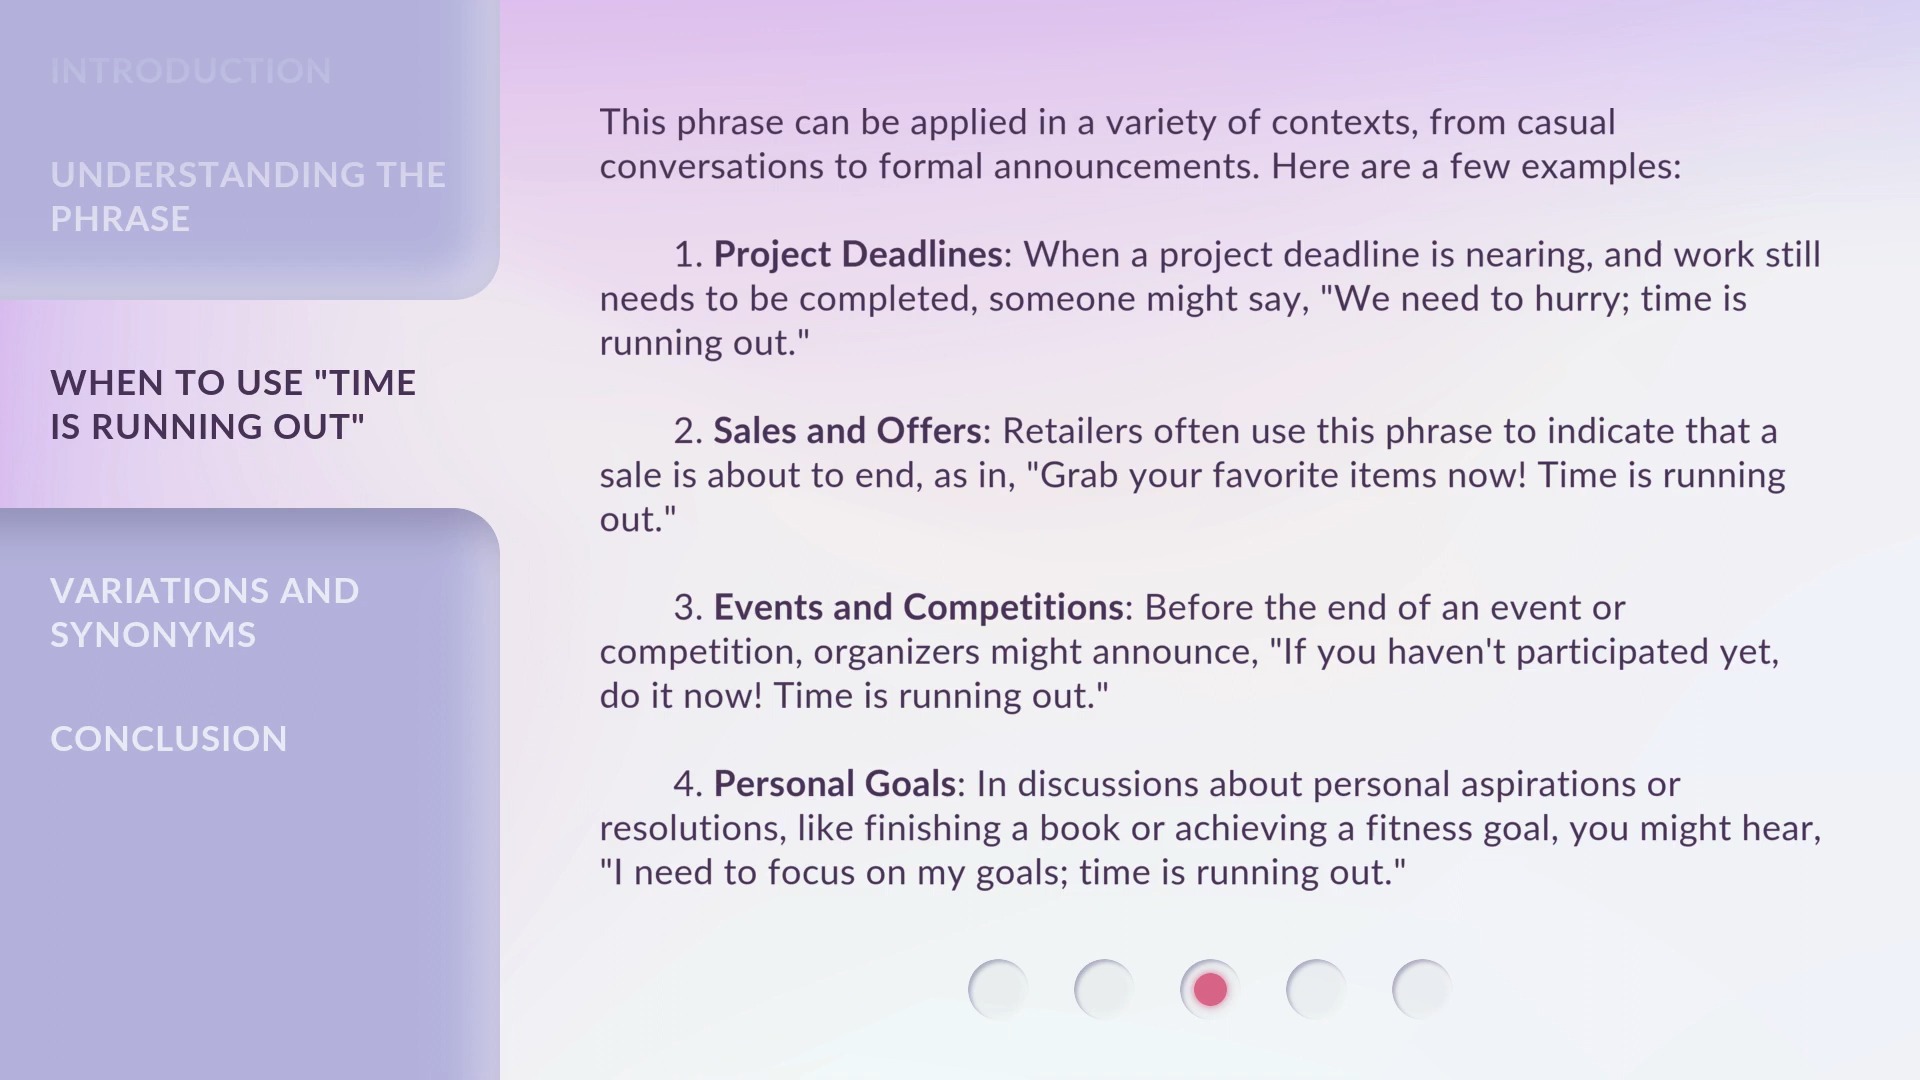 INTRODUCTION
UNDERSTANDING THE
PHRASE
WHEN TO USE "TIME
IS RUNNING OUT"
VARIATIONS AND
SYNONYMS
CONCLUSION
This phrase can be applied in a variety of contexts, from casual
conversations to formal announcements. Here are a few examples:
1. Project Deadlines: When a project deadline is nearing, and work still
needs to be completed, someone might say, "We need to hurry; time is
running out."
2. Sales and Offers: Retailers often use this phrase to indicate that a
sale is about to end, as in, "Grab your favorite items now! Time is running
out."
3. Events and Competitions: Before the end of an event or
competition, organizers might announce, "If you haven't participated yet,
do it now! Time is running out."
4. Personal Goals: In discussions about personal aspirations or
resolutions, like finishing a book or achieving a fitness goal, you might hear,
"I need to focus on my goals; time is running out."